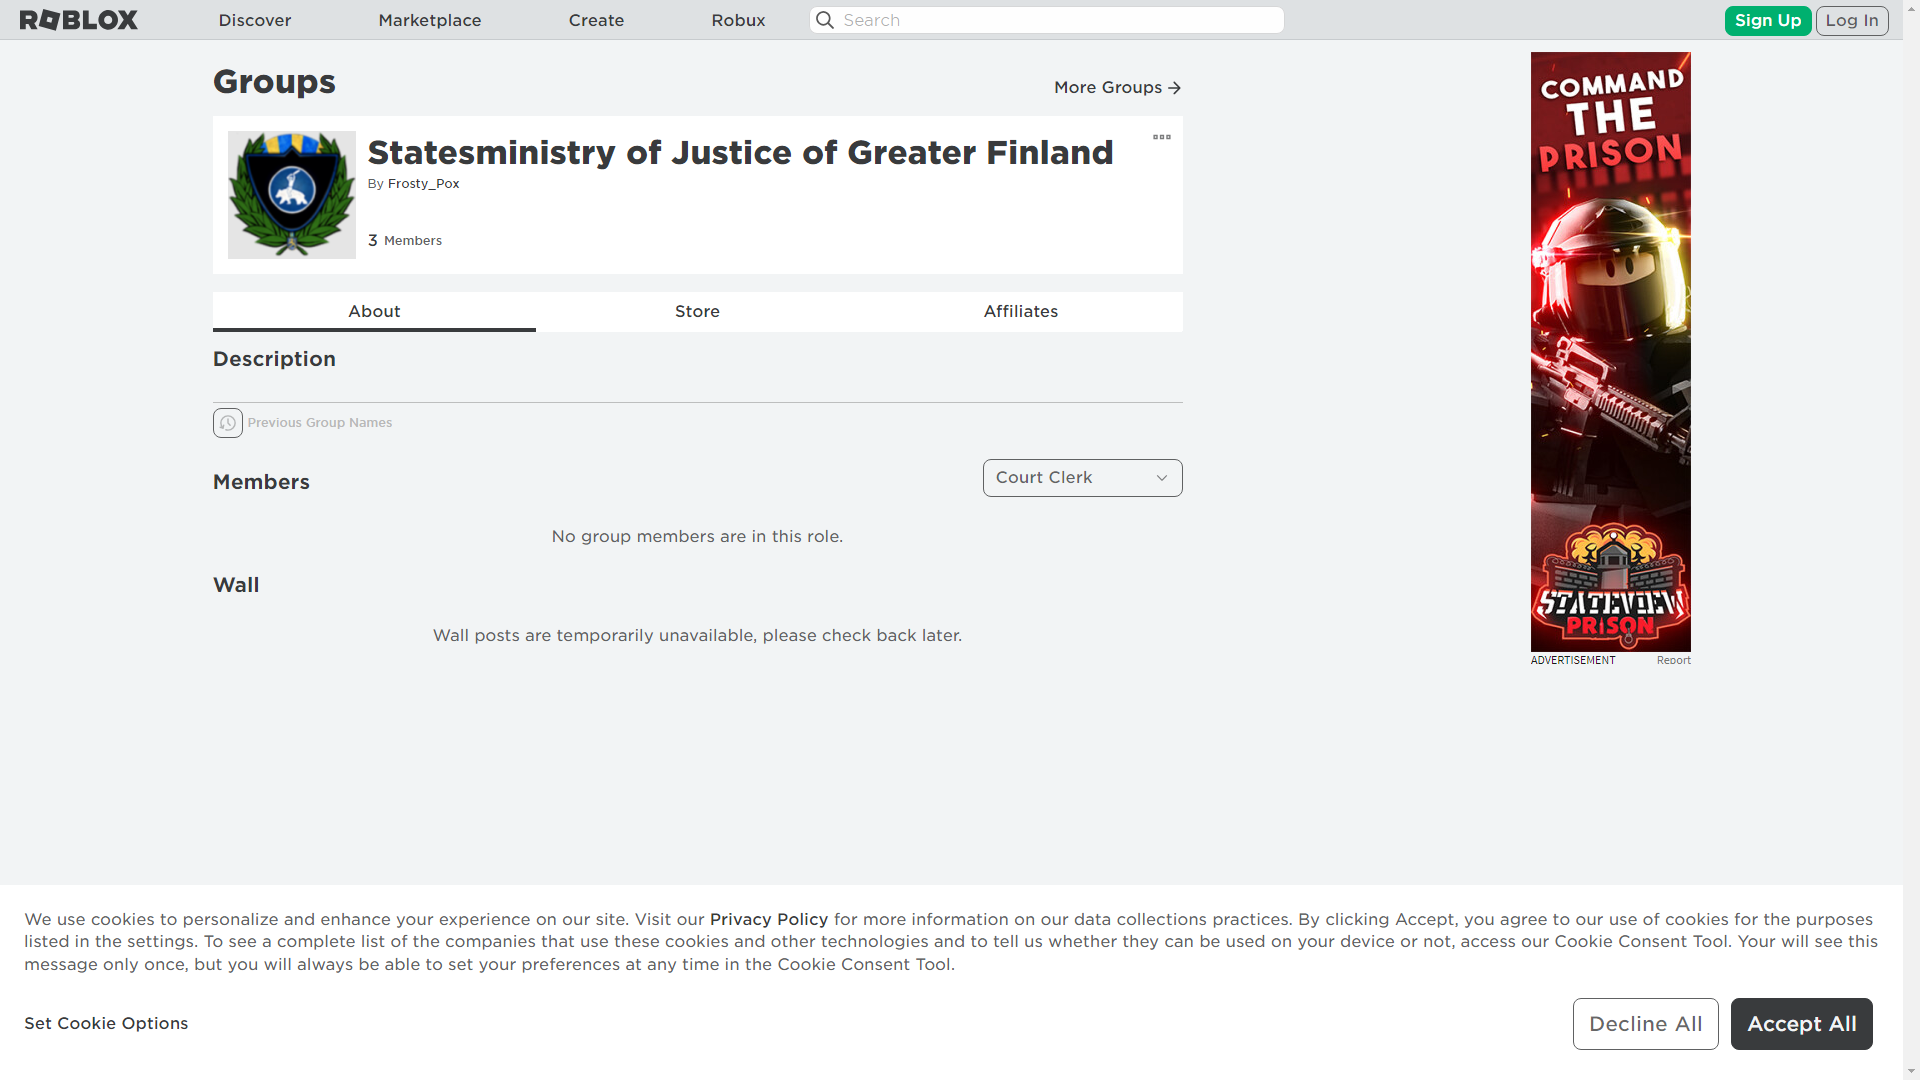 ROBLOX
Discover
Marketplace
Create
Robux
Search
Sign Up
Log In
Groups
More Groups
Statesministry of Justice of Greater Finland
By Frosty_Pox
3 Members
About
Store
Affiliates
Description
Previous Group Names
Members
Court Clerk
No group members are in this role.
Wall
Wall posts are temporarily unavailable, please check back later.
COMMAND
THE
PRISON
STATEVIEW
PRISON
ADVERTISEMENT
Report
We use cookies to personalize and enhance your experience on our site. Visit our Privacy Policy for more information on our data collections practices. By clicking Accept, you agree to our use of cookies for the purposes
listed in the settings. To see a complete list of the companies that use these cookies and other technologies and to tell us whether they can be used on your device or not, access our Cookie Consent Tool. Your will see this
message only once, but you will always be able to set your preferences at any time in the Cookie Consent Tool.
Set Cookie Options
Decline All
Accept All